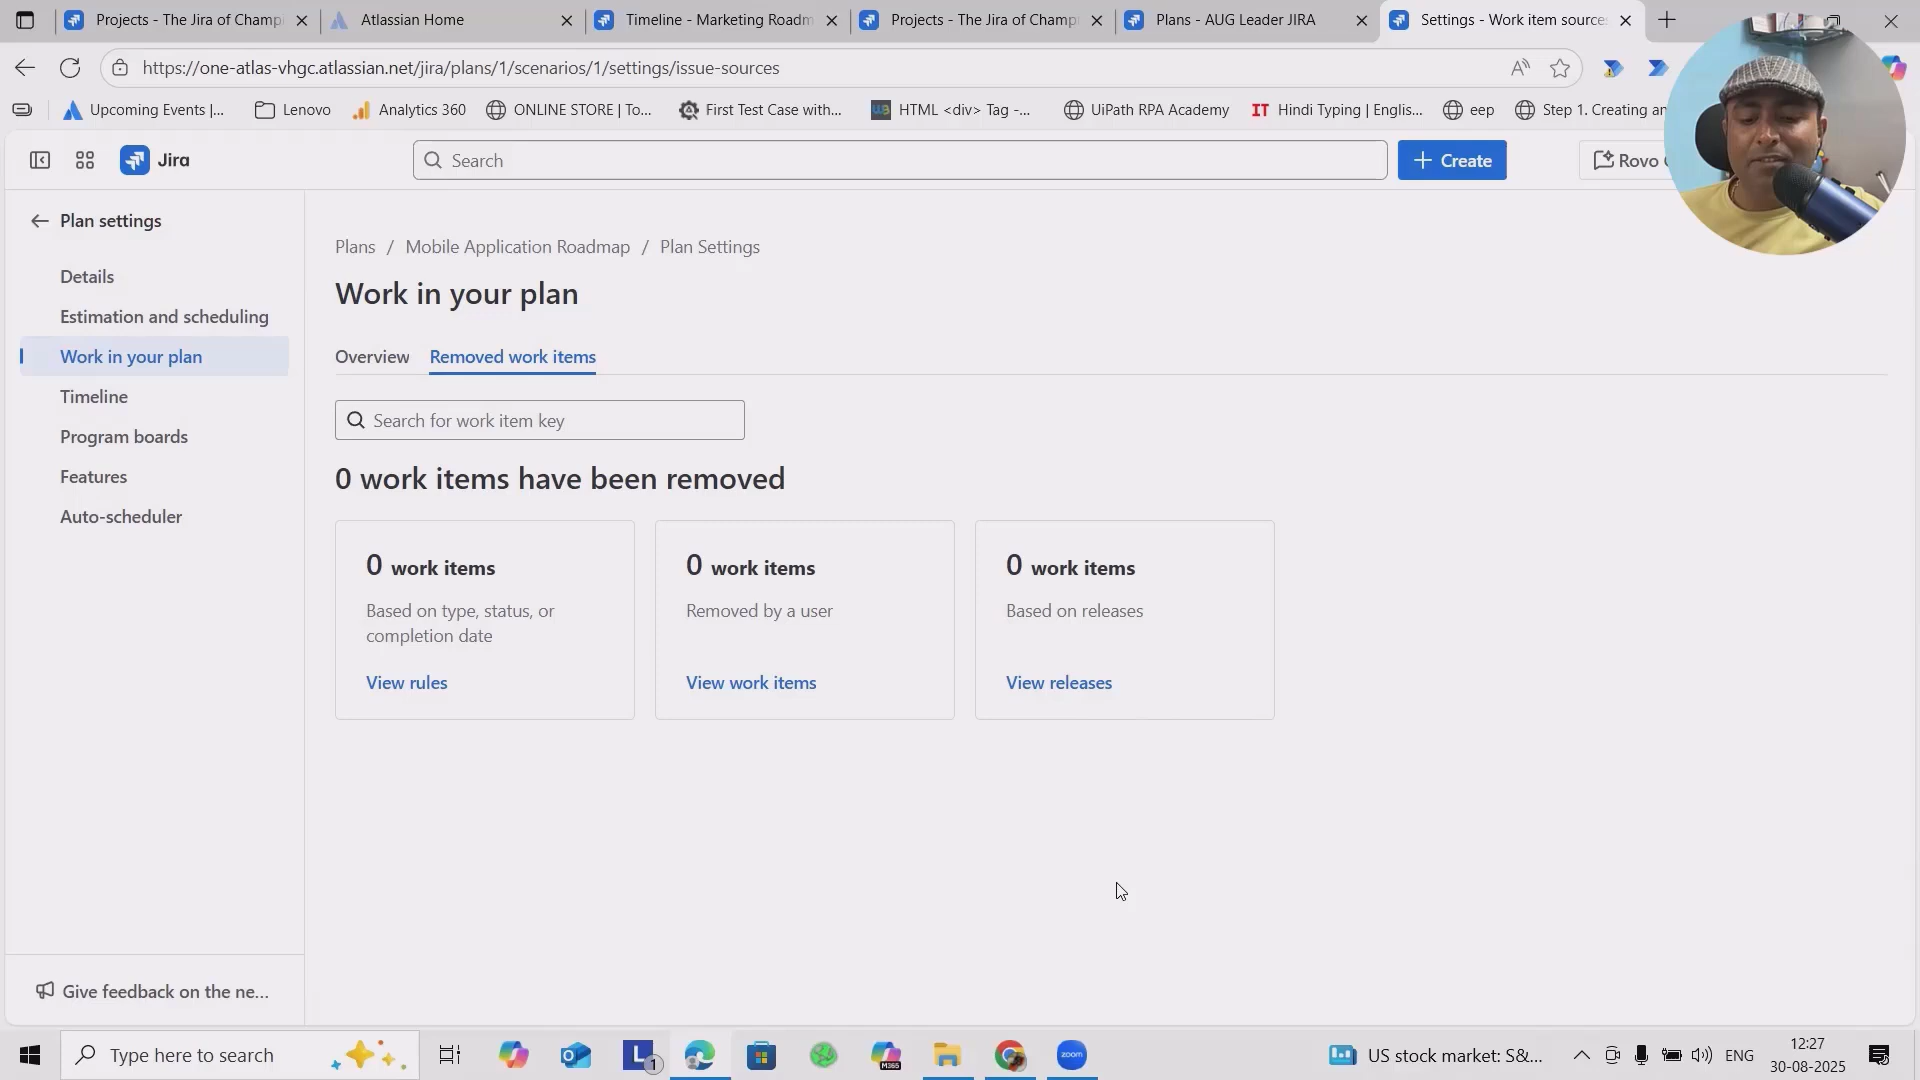 Projects - The Jira of Champ
Atlassian Home
Timeline - Marketing Roadm
Projects - The Jira of Champ
Plans - AUG Leader JIRA
Settings - Work item sources
https://one-atlas-vhgc.atlassian.net/jira/plans/1/scenarios/1/settings/issue-sources
Upcoming Events |...
Lenovo
Analytics 360
ONLINE STORE | To...
First Test Case with...
HTML <div> Tag -...
UiPath RPA Academy
IT Hindi Typing | Englis...
eep
Step 1. Creating an
Jira
Search
+ Create
Rovo
Plan settings
Details
Estimation and scheduling
Work in your plan
Timeline
Program boards
Features
Auto-scheduler
Give feedback on the ne...
Plans / Mobile Application Roadmap / Plan Settings
Work in your plan
Overview
Removed work items
Search for work item key
0 work items have been removed
0 work items
Based on type, status, or
completion date
View rules
0 work items
Removed by a user
View work items
0 work items
Based on releases
View releases
Type here to search
L
1
M365
zoom
US stock market: S&...
ENG
12:27
30-08-2025